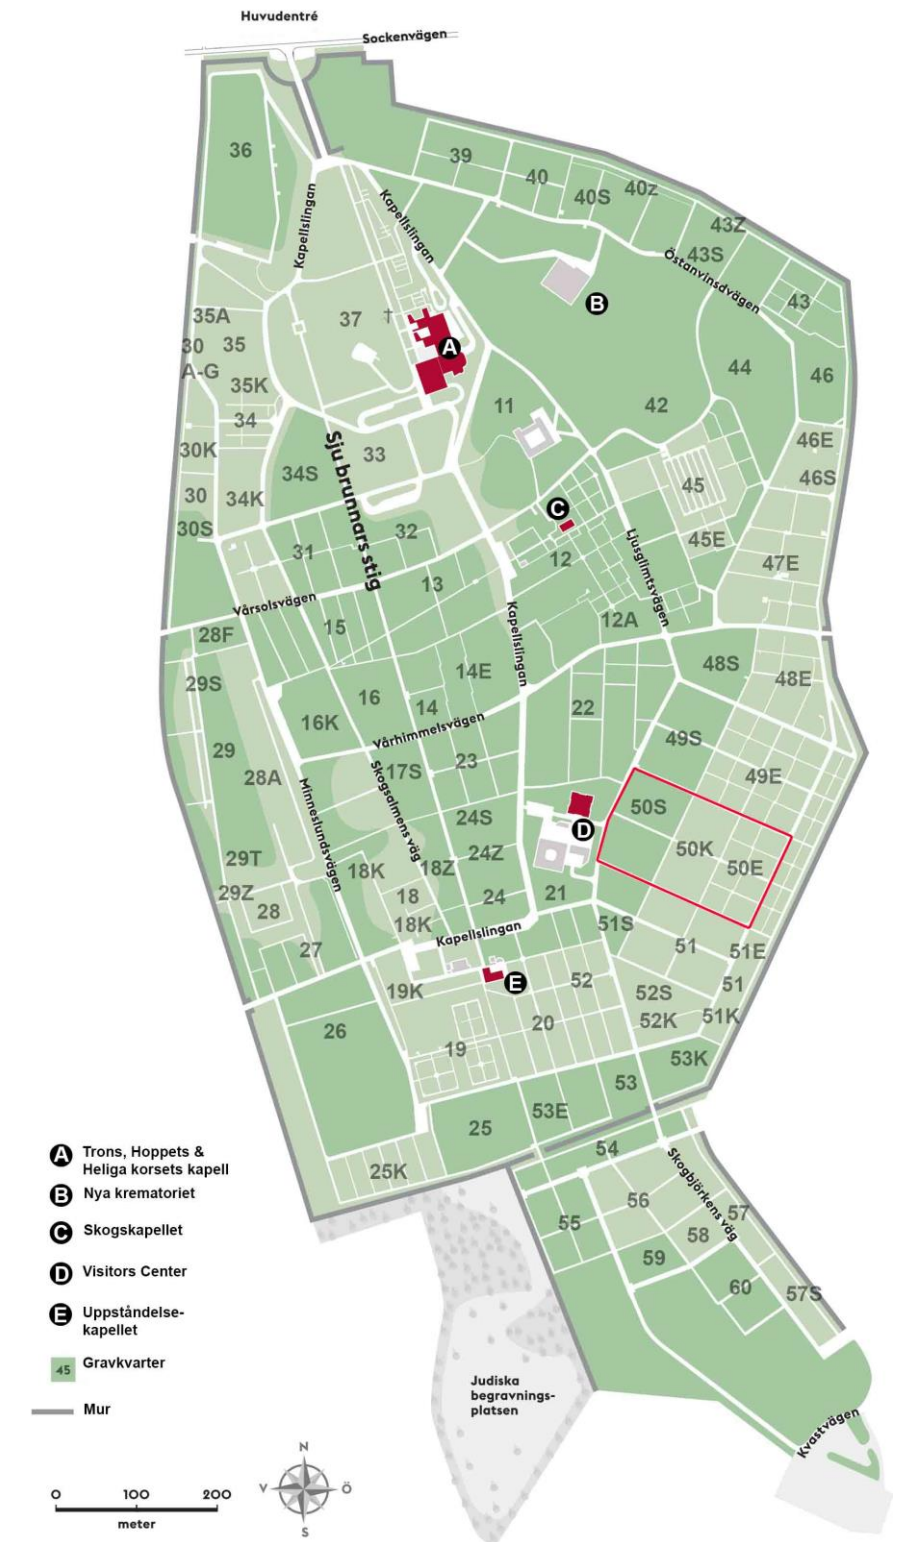 Huvudentré
Sockenvägen
36
39
40
40S
40z
43Z
43S
Östanvinsdvägen
43
Kapellslingan
Kapellslingan
B
35A
37
30
35
A-G
A
35K
44
46
11
42
34
33
46E
30K
34S
45
46S
30
34K
30S
Sju brunnars stig
C
32
31
12
45E
47E
Ljusglimtsvägen
13
Vårsolsvägen
15
12A
28F
Kapellslingan
48S
29S
14E
48E
16
14
22
16K
Vårhimmelsvägen
49S
29
28A
17S
23
49E
Skogsalmens väg
Minneslundsvägen
24S
D
50S
50K
50E
29T
24Z
18K
18Z
29Z
18
24
21
28
18K
51S
27
Kapellslingan
51
51E
19K
E
52
51
52S
26
20
52K
51K
19
53K
53
53E
25
54
25K
Skogbjörkens väg
56
55
57
58
59
60
57S
Kvastvägen
A Trons, Hoppets &
Heliga korsets kapell
B Nya krematoriet
C Skogskapellet
D Visitors Center
E Uppståndelse-
kapellet
45 Gravkvarter
Mur
Judiska
begravnings-
platsen
N
V Ö
S
0 100 200
meter